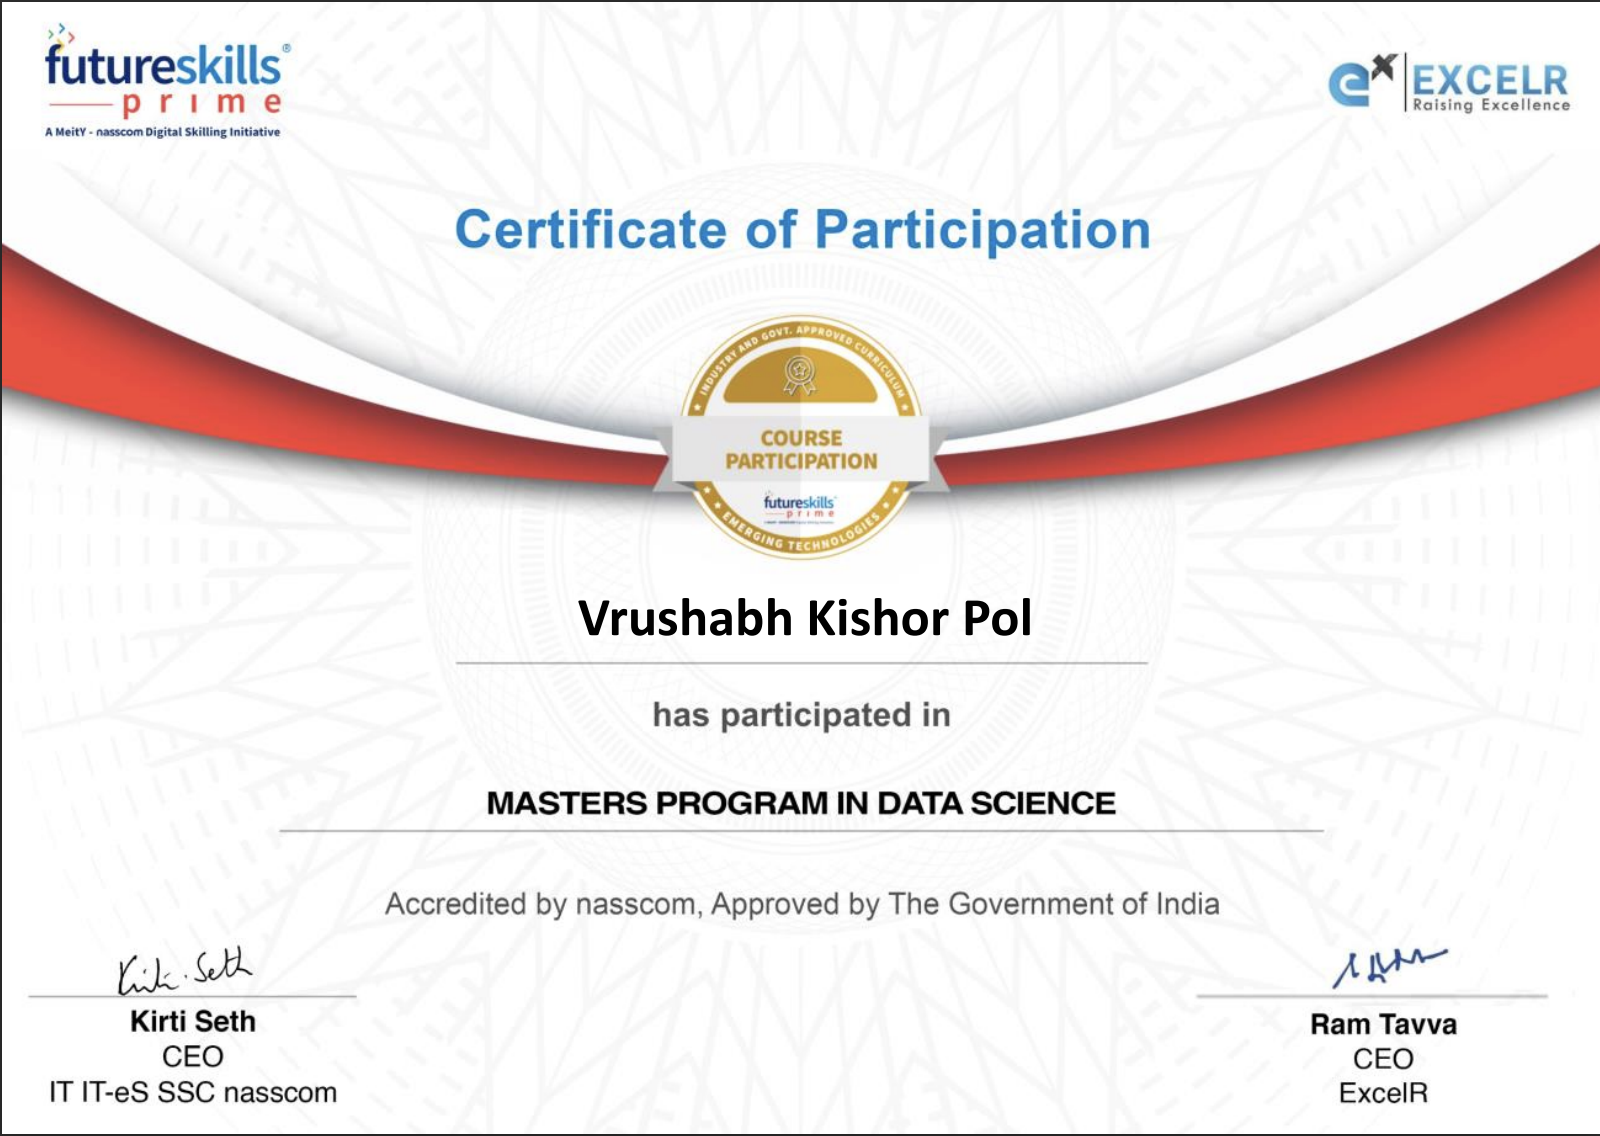 futureskills®
prime
A MeitY - nasscom Digital Skilling Initiative
ex EXCELR
Raising Excellence
Certificate of Participation
INDUSTRY AND GOVT. APPROVED CURRICULUM
COURSE
PARTICIPATION
futureskills
prime
EMERGING TECHNOLOGIES
Vrushabh Kishor Pol
has participated in
MASTERS PROGRAM IN DATA SCIENCE
Accredited by nasscom, Approved by The Government of India
Kirti Seth
Kirti Seth
CEO
IT IT-eS SSC nasscom
Ram Tavva
CEO
ExcelR